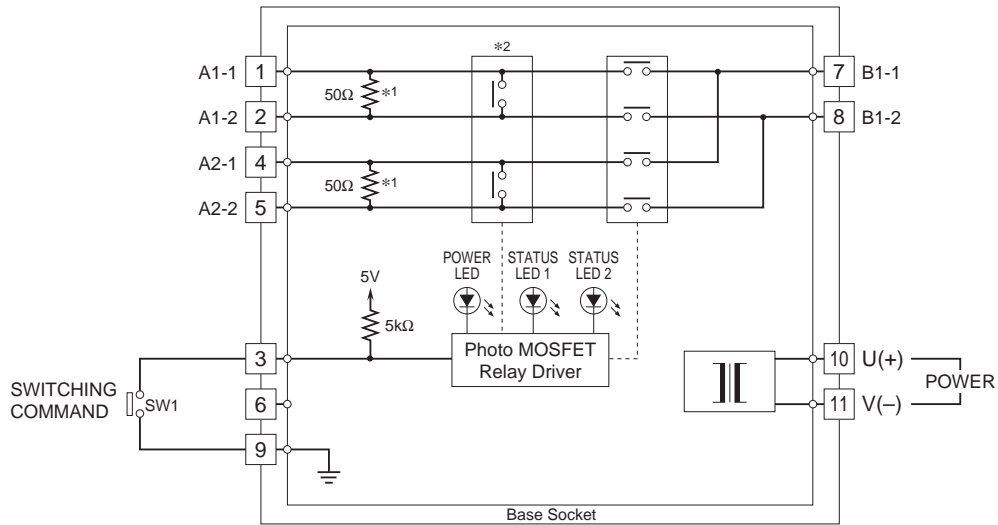 *2
A1-1 1 7 B1-1
50Ω *1
A1-2 2 8 B1-2
A2-1 4
50Ω *1
A2-2 5
POWER LED
STATUS LED 1
STATUS LED 2
5V
5kΩ
Photo MOSFET
Relay Driver
3
SWITCHING
COMMAND
SW1
6
9
10 U(+)
POWER
11 V(–)
Base Socket